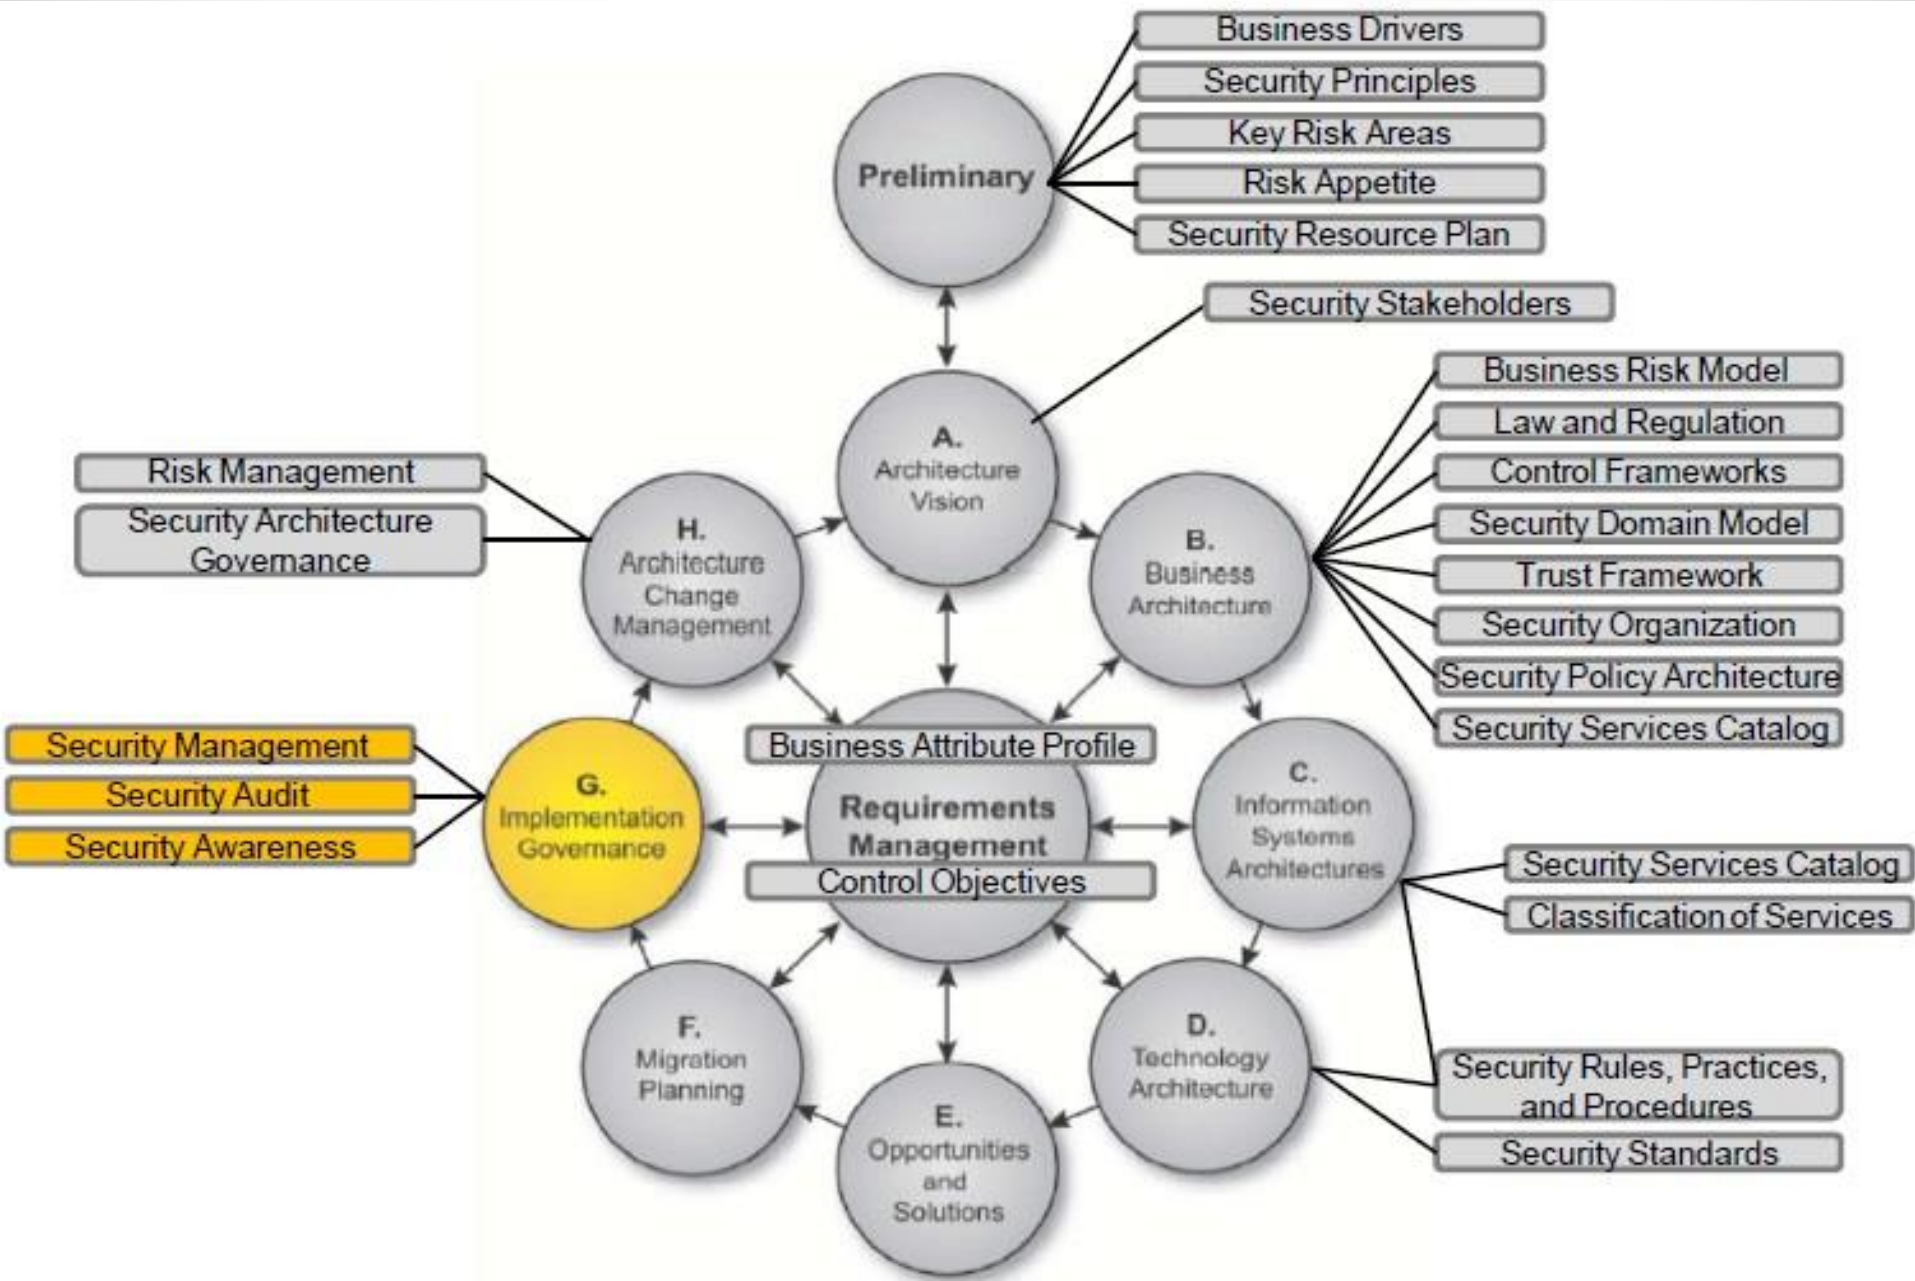 Business Drivers
Security Principles
Key Risk Areas
Preliminary
Risk Appetite
Security Resource Plan
Security Stakeholders
Business Risk Model
Law and Regulation
Control Frameworks
Security Domain Model
Trust Framework
Security Organization
Security Policy Architecture
Security Services Catalog
A.
Architecture
Vision
Risk Management
Security Architecture
Governance
H.
Architecture
Change
Management
B.
Business
Architecture
Security Management
Security Audit
Security Awareness
G.
Implementation
Governance
Business Attribute Profile
Requirements
Management
Control Objectives
C.
Information
Systems
Architectures
Security Services Catalog
Classification of Services
F.
Migration
Planning
D.
Technology
Architecture
Security Rules, Practices,
and Procedures
Security Standards
E.
Opportunities
and
Solutions